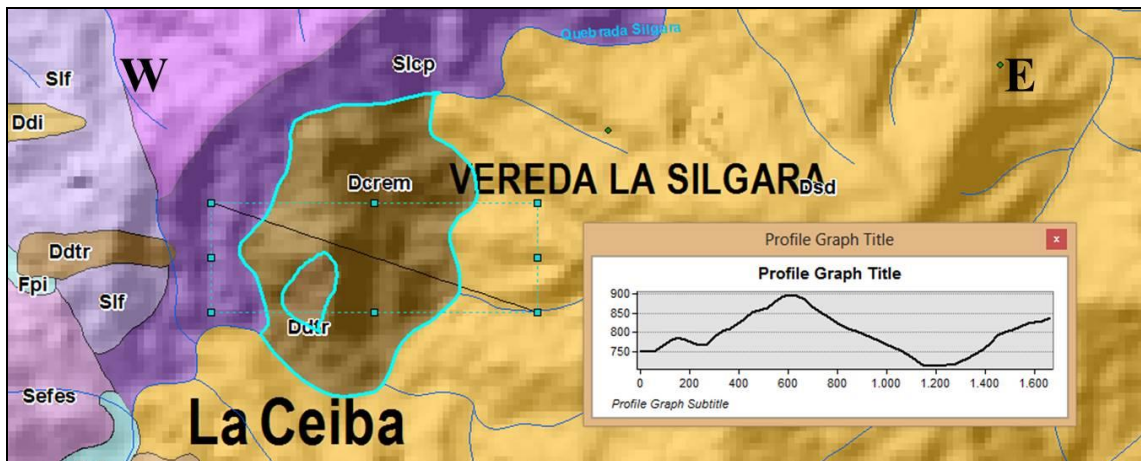 Quebrada Silgara
W
E
Slcp
Slf
Ddi
Dcrem
VEREDA LA SILGARA
Dsd
Ddtr
Fpi
Slf
Ddtr
Sefes
La Ceiba
Profile Graph Title
x
Profile Graph Title
900
850
800
750
0 200 400 600 800 1.000 1.200 1.400 1.600
Profile Graph Subtitle